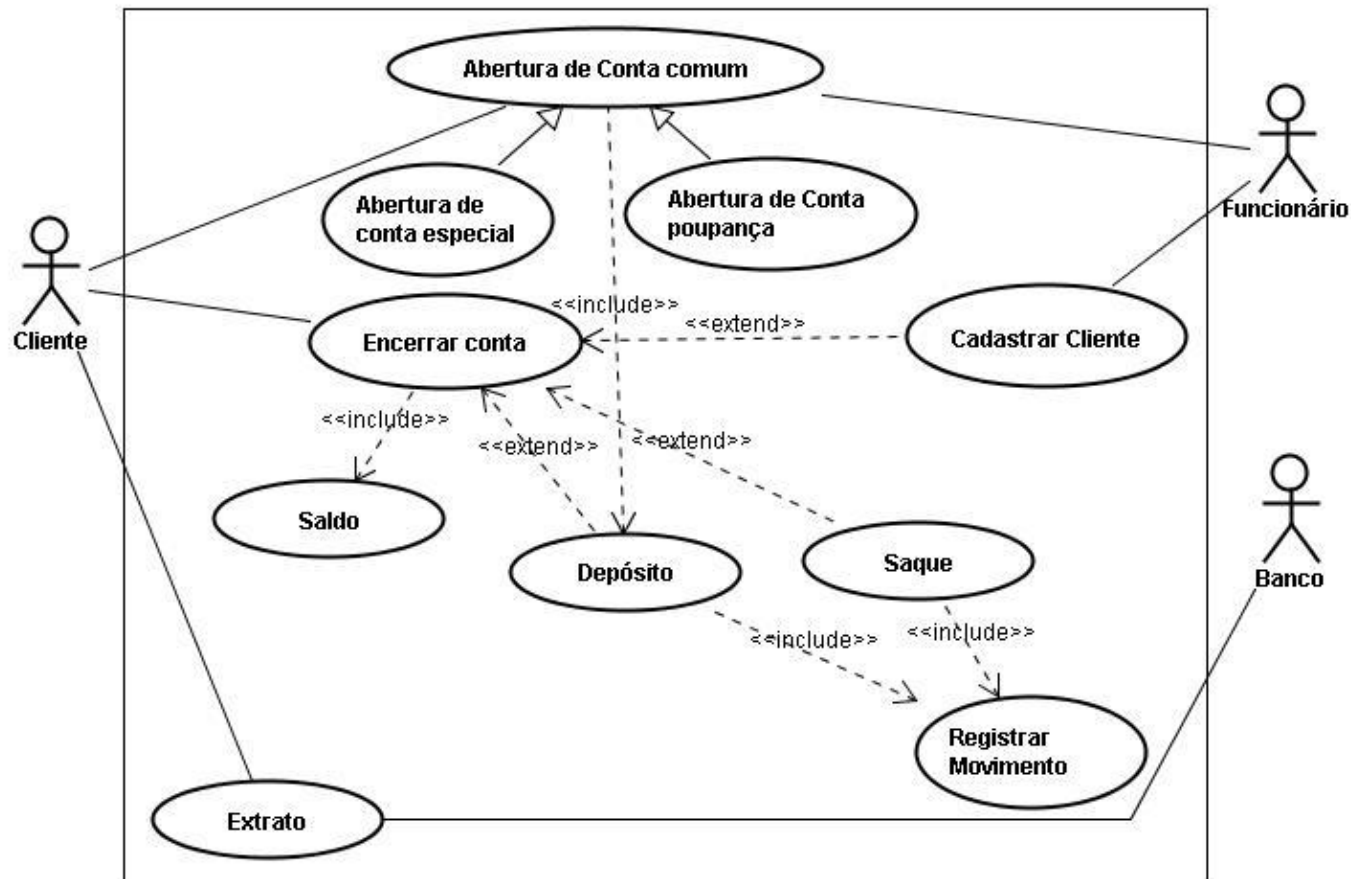 Abertura de Conta comum
Abertura de
conta especial
Abertura de Conta
poupança
Funcionário
Cliente
<<include>>
<<extend>>
Encerrar conta
Cadastrar Cliente
<<include>>
<<extend>>
<<extend>>
Saldo
Depósito
Saque
Banco
<<include>>
<<include>>
Registrar
Movimento
Extrato